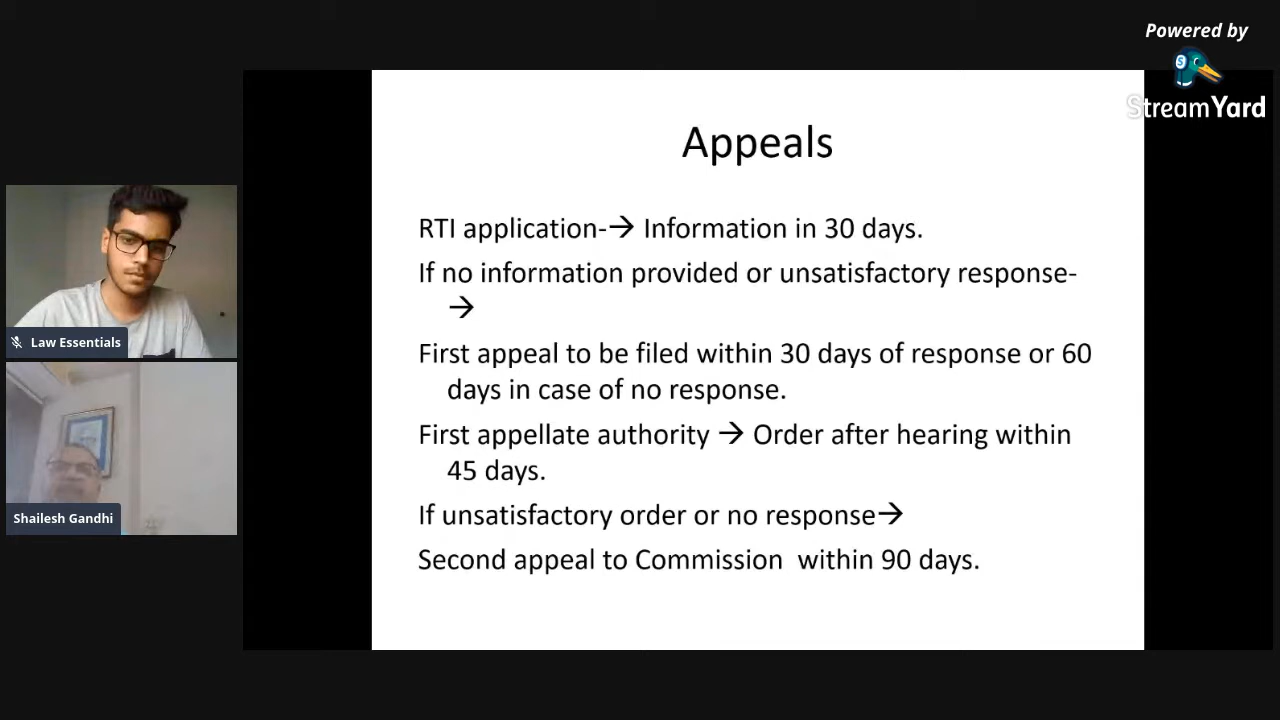 Powered by
StreamYard
Appeals
RTI application-→ Information in 30 days.
If no information provided or unsatisfactory response-
→
First appeal to be filed within 30 days of response or 60
days in case of no response.
First appellate authority → Order after hearing within
45 days.
If unsatisfactory order or no response→
Second appeal to Commission  within 90 days.
Law Essentials
Shailesh Gandhi